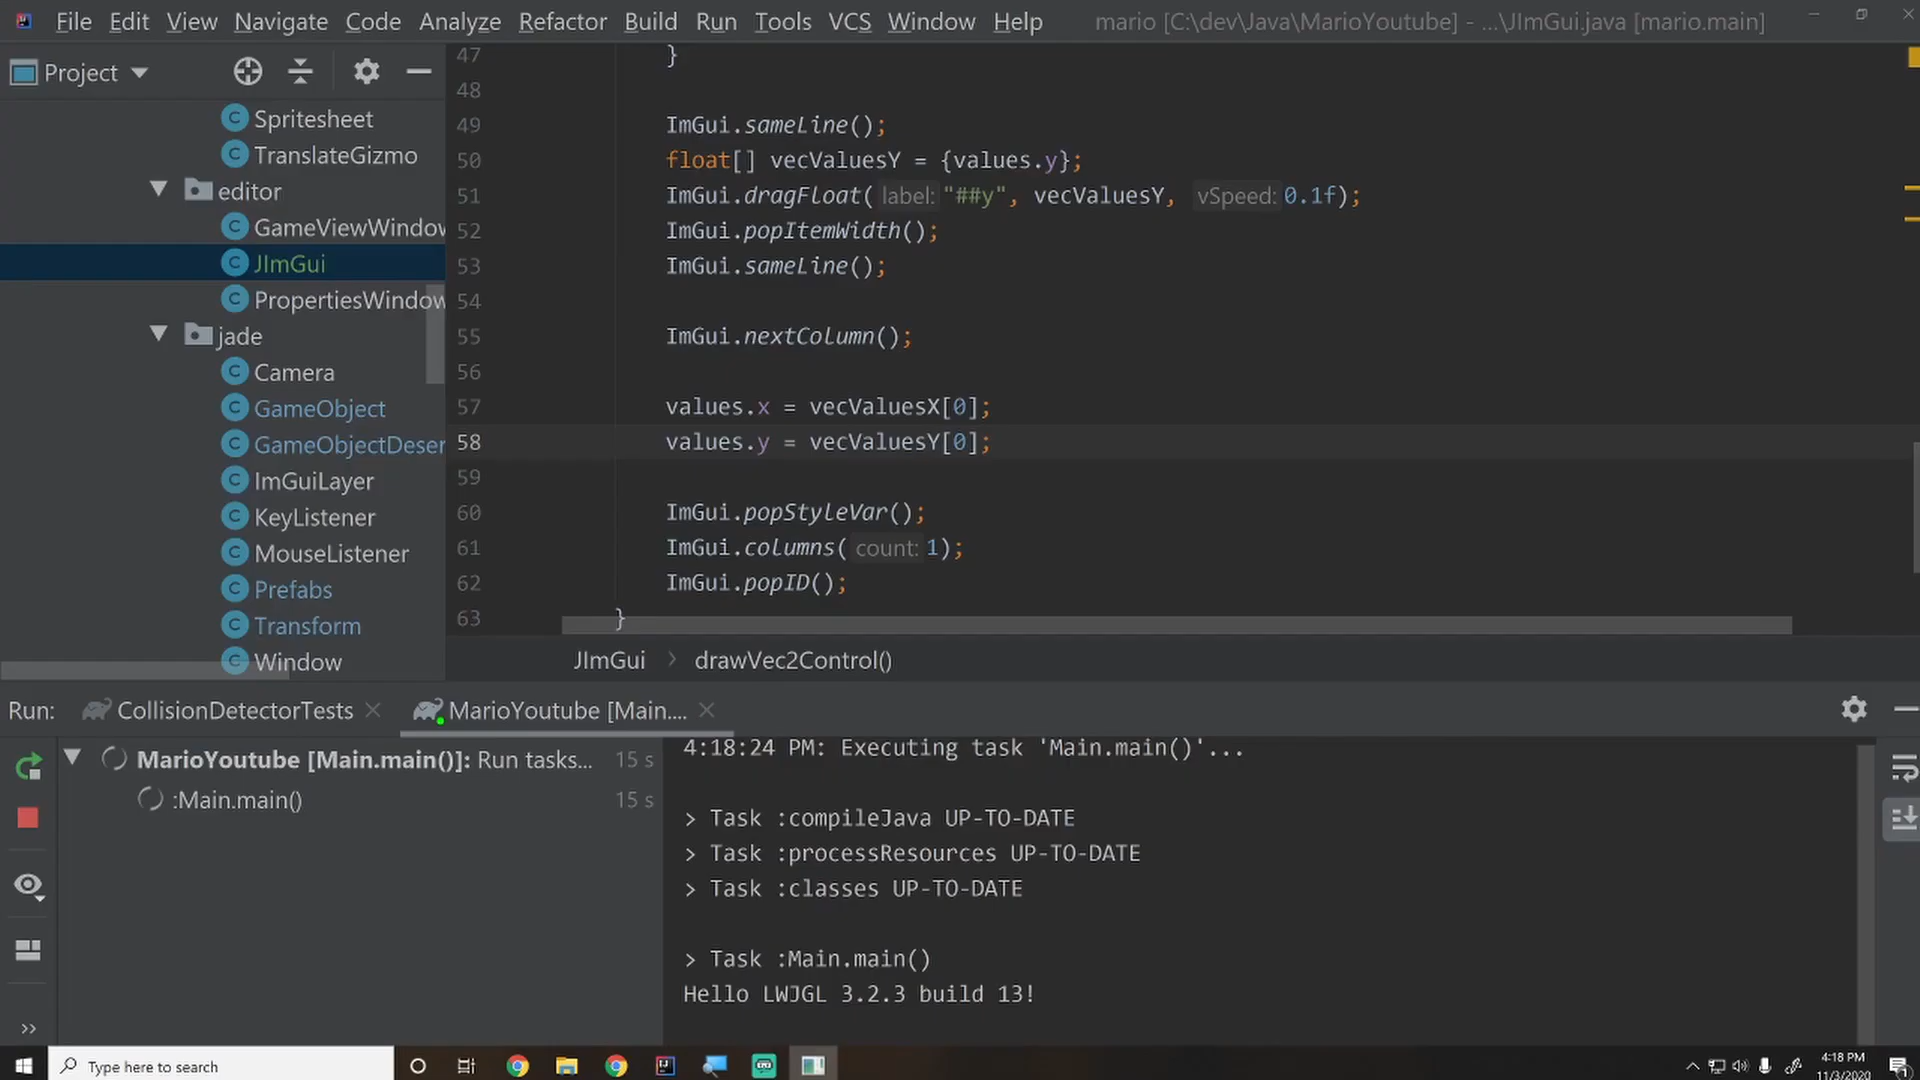 File Edit View Navigate Code Analyze Refactor Build Run Tools VCS Window Help mario [C:\dev\Java\MarioYoutube] - ...\JImGui.java [mario.main]
Project
Spritesheet
TranslateGizmo
editor
GameViewWindow
JImGui
PropertiesWindow
jade
Camera
GameObject
GameObjectDeser
ImGuiLayer
KeyListener
MouseListener
Prefabs
Transform
Window
47 }
48
49 ImGui.sameLine();
50 float[] vecValuesY = {values.y};
51 ImGui.dragFloat( label: "##y", vecValuesY, vSpeed: 0.1f);
52 ImGui.popItemWidth();
53 ImGui.sameLine();
54
55 ImGui.nextColumn();
56
57 values.x = vecValuesX[0];
58 values.y = vecValuesY[0];
59
60 ImGui.popStyleVar();
61 ImGui.columns( count: 1);
62 ImGui.popID();
63 }
JImGui > drawVec2Control()
Run: CollisionDetectorTests × MarioYoutube [Main.... ×
MarioYoutube [Main.main()]: Run tasks... 15 s
:Main.main() 15 s
4:18:24 PM: Executing task 'Main.main()'...
> Task :compileJava UP-TO-DATE
> Task :processResources UP-TO-DATE
> Task :classes UP-TO-DATE
> Task :Main.main()
Hello LWJGL 3.2.3 build 13!
Type here to search
4:18 PM
11/3/2020
1